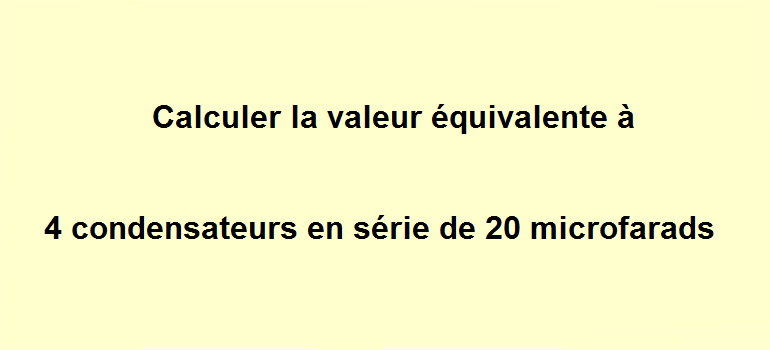 Calculer la valeur équivalente à
4 condensateurs en série de 20 microfarads